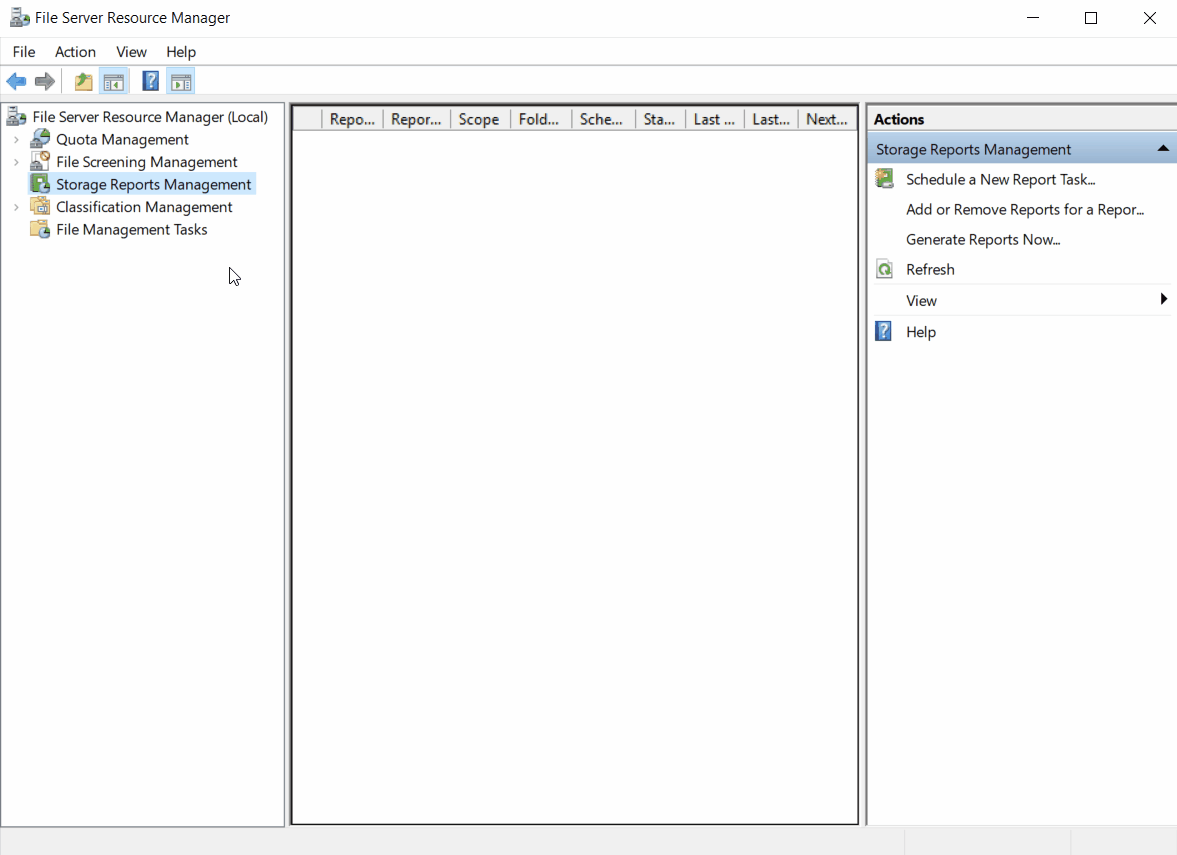 File Server Resource Manager
File Action View Help
File Server Resource Manager (Local)
Quota Management
File Screening Management
Storage Reports Management
Classification Management
File Management Tasks
Repo... Repor... Scope Fold... Sche... Sta... Last ... Last... Next...
Actions
Storage Reports Management
Schedule a New Report Task...
Add or Remove Reports for a Repor...
Generate Reports Now...
Refresh
View
Help